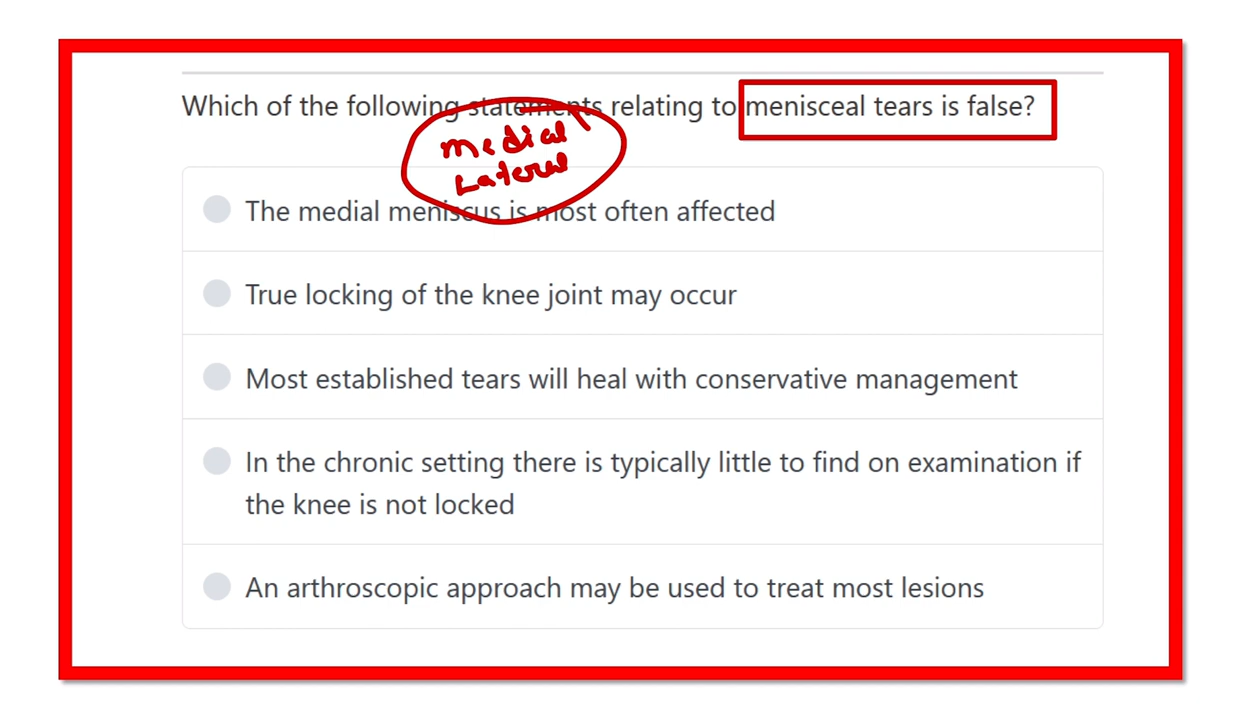 Which of the following statements relating to menisceal tears is false?
medial
Lateral
The medial meniscus is most often affected
True locking of the knee joint may occur
Most established tears will heal with conservative management
In the chronic setting there is typically little to find on examination if
the knee is not locked
An arthroscopic approach may be used to treat most lesions